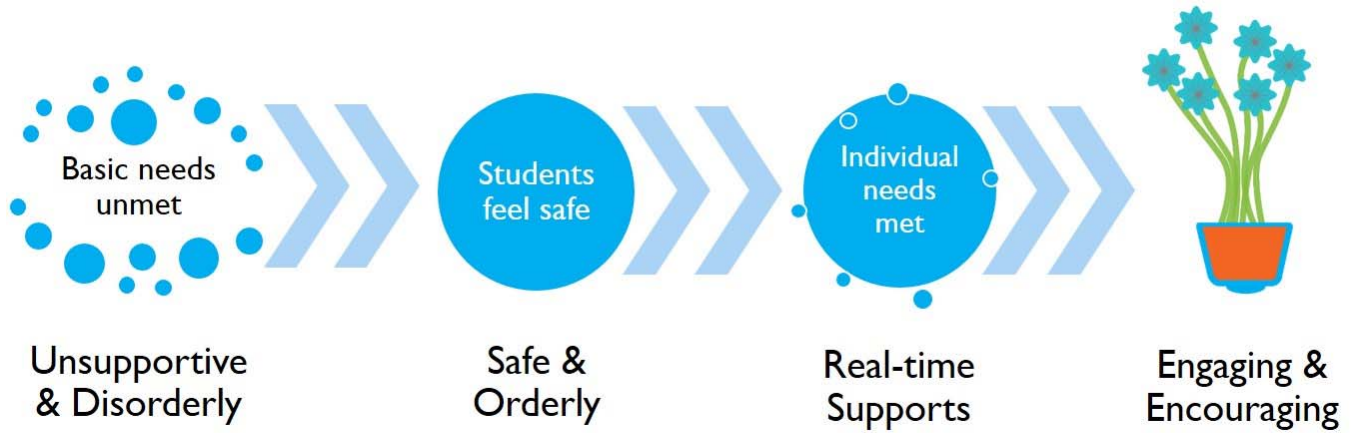 Basic needs
unmet
Students
feel safe
Individual
needs
met
Unsupportive
& Disorderly
Safe &
Orderly
Real-time
Supports
Engaging &
Encouraging